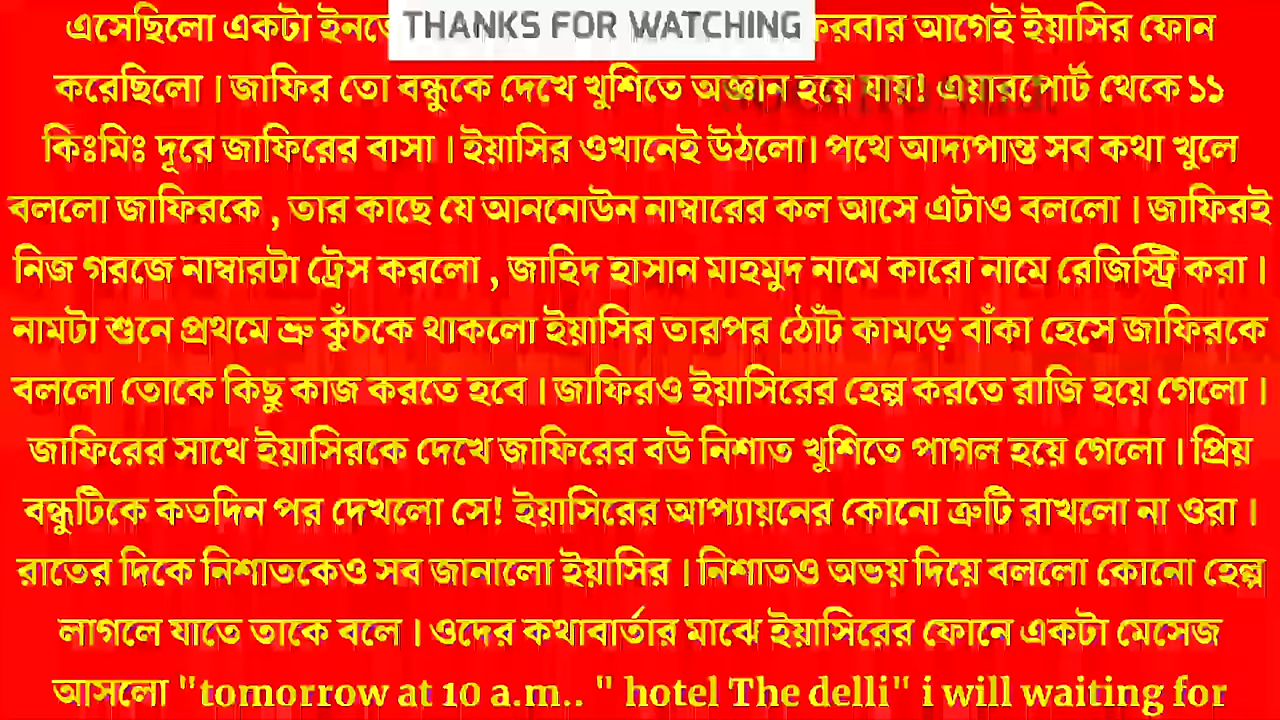 এসেছিলো একটা THANKS FOR WATCHING আগেই ইয়াসির ফোন
করেছিলো । জাফির তো বন্ধুকে দেখে খুশিতে অজ্ঞান হয়ে যায়! এয়ারপোর্ট থেকে ১১
কিঃমিঃ দূরে জাফিরের বাসা । ইয়াসির ওখানেই উঠলো। পথে আদ্যপান্ত সব কথা খুলে
বললো জাফিরকে , তার কাছে যে আননোউন নাম্বারের কল আসে এটাও বললো । জাফিরই
নিজ গরজে নাম্বারটা ট্রেস করলো , জাহিদ হাসান মাহমুদ নামে কারো নামে রেজিস্ট্রি করা ।
নামটা শুনে প্রথমে ভ্রু কুঁচকে থাকলো ইয়াসির তারপর ঠোঁট কামড়ে বাঁকা হেসে জাফিরকে
বললো তোকে কিছু কাজ করতে হবে । জাফিরও ইয়াসিরের হেল্প করতে রাজি হয়ে গেলো ।
জাফিরের সাথে ইয়াসিরকে দেখে জাফিরের বউ নিশাত খুশিতে পাগল হয়ে গেলো । প্রিয়
বন্ধুটিকে কতদিন পর দেখলো সে! ইয়াসিরের আপ্যায়নের কোনো ত্রুটি রাখলো না ওরা ।
রাতের দিকে নিশাতকেও সব জানালো ইয়াসির । নিশাতও অভয় দিয়ে বললো কোনো হেল্প
লাগলে যাতে তাকে বলে । ওদের কথাবার্তার মাঝে ইয়াসিরের ফোনে একটা মেসেজ
আসলো "tomorrow at 10 a.m.. " hotel The delli" i will waiting for